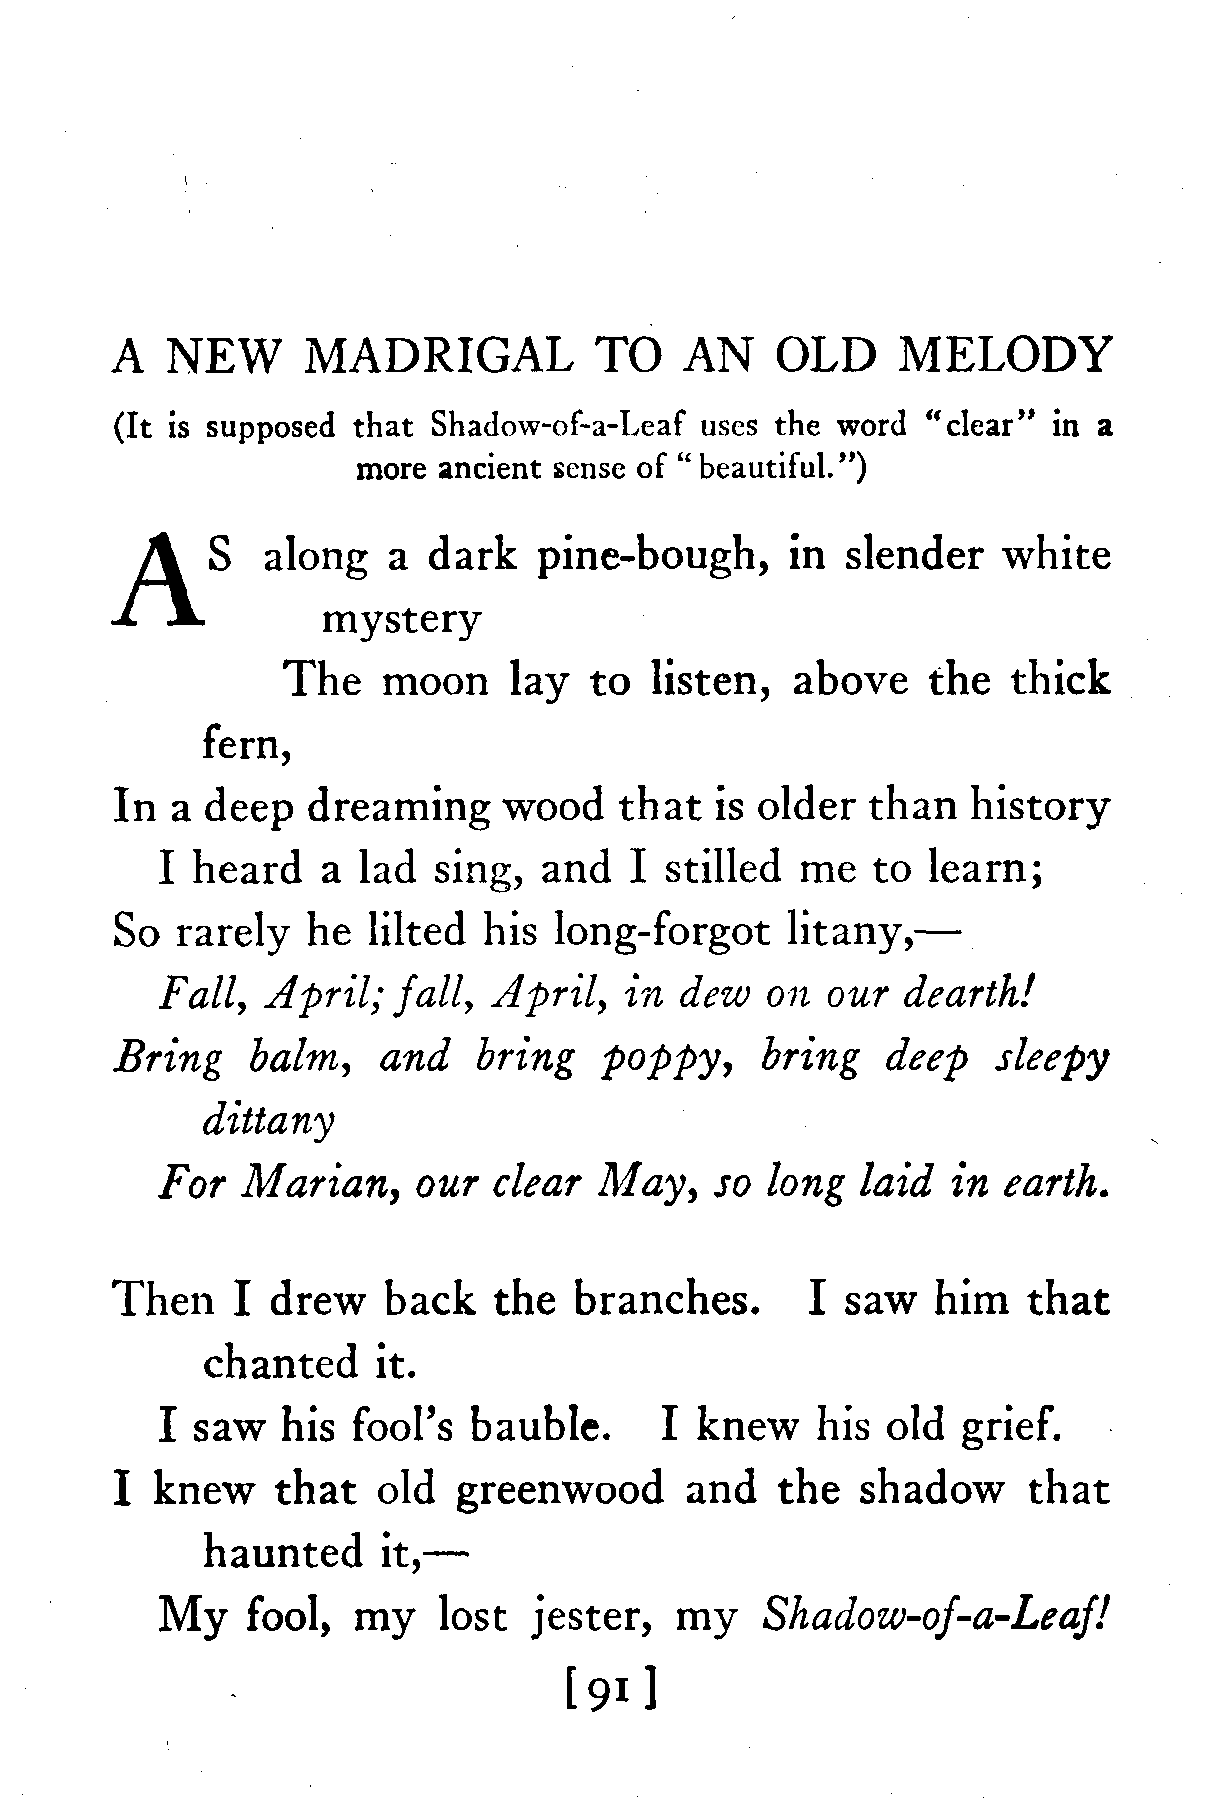 A NEW MADRIGAL TO AN OLD MELODY
(It is supposed that Shadow-of-a-Leaf uses the word "clear" in a
more ancient sense of "beautiful.")
AS along a dark pine-bough, in slender white
mystery
The moon lay to listen, above the thick
fern,
In a deep dreaming wood that is older than history
I heard a lad sing, and I stilled me to learn;
So rarely he lilted his long-forgot litany,—
Fall, April; fall, April, in dew on our dearth!
Bring balm, and bring poppy, bring deep sleepy
dittany
For Marian, our clear May, so long laid in earth.
Then I drew back the branches. I saw him that
chanted it.
I saw his fool's bauble. I knew his old grief.
I knew that old greenwood and the shadow that
haunted it,—
My fool, my lost jester, my Shadow-of-a-Leaf!
[ 91 ]